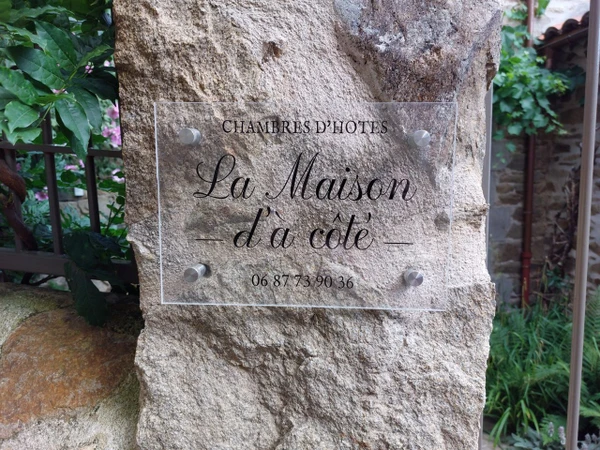 CHAMBRES D'HOTES
La Maison
— d'à côté —
06 87 73 90 36